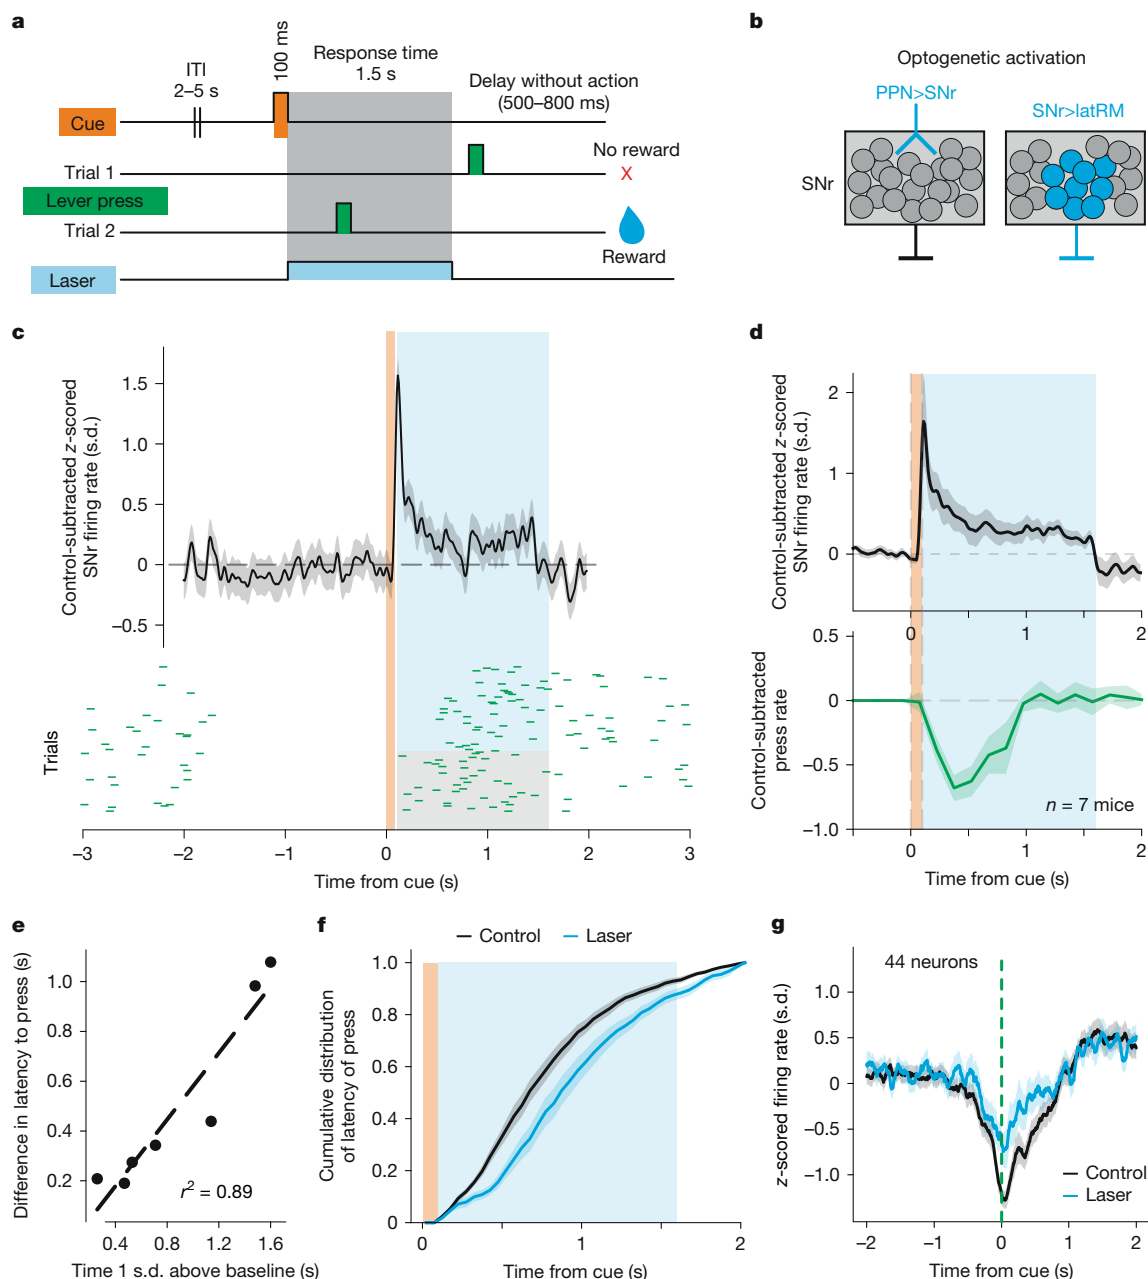 a
ITI
2–5 s
100 ms
Response time
1.5 s
Delay without action
(500–800 ms)
Cue
Trial 1
No reward
X
Lever press
Trial 2
Reward
Laser
b
Optogenetic activation
PPN>SNr
SNr>latRM
SNr
c
Control-subtracted z-scored
SNr firing rate (s.d.)
1.5
1.0
0.5
0
–0.5
Trials
–3
–2
–1
0
1
2
3
Time from cue (s)
d
Control-subtracted z-scored
SNr firing rate (s.d.)
2
1
0
0
1
2
Control-subtracted
press rate
0.5
0
–0.5
–1.0
n = 7 mice
0
1
2
Time from cue (s)
e
Difference in latency to press (s)
1.0
0.8
0.6
0.4
0.2
r² = 0.89
0.4
0.8
1.2
1.6
Time 1 s.d. above baseline (s)
f
Control
Laser
Cumulative distribution
of latency of press
1.0
0.8
0.6
0.4
0.2
0
0
1
2
Time from cue (s)
g
44 neurons
z-scored firing rate (s.d.)
1.0
0.5
0
–0.5
–1.0
Control
Laser
–2
–1
0
1
2
Time from cue (s)